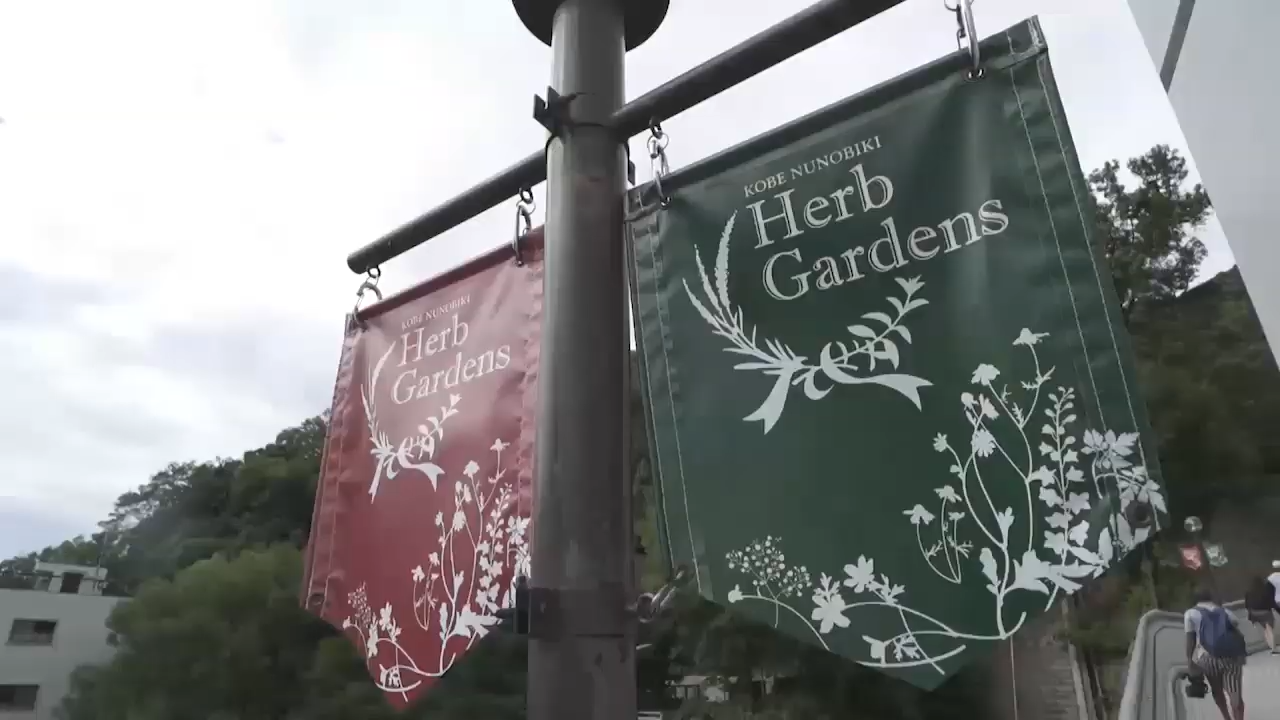 KOBE NUNOBIKI
Herb
Gardens
KOBE NUNOBIKI
Herb
Gardens